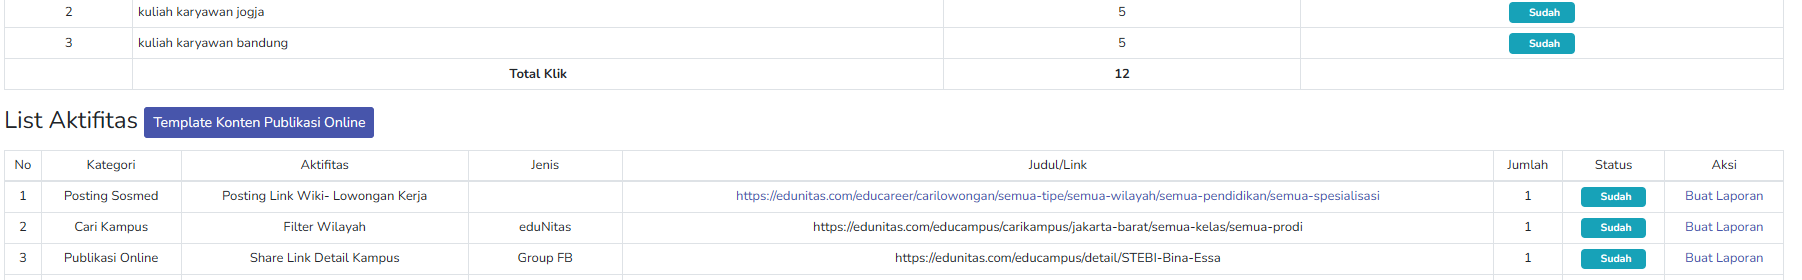 2 kuliah karyawan jogja 5 Sudah
3 kuliah karyawan bandung 5 Sudah
Total Klik 12
List Aktifitas Template Konten Publikasi Online
No Kategori Aktifitas Jenis Judul/Link Jumlah Status Aksi
1 Posting Sosmed Posting Link Wiki- Lowongan Kerja https://edunitas.com/educareer/carilowongan/semua-tipe/semua-wilayah/semua-pendidikan/semua-spesialisasi 1 Sudah Buat Laporan
2 Cari Kampus Filter Wilayah eduNitas https://edunitas.com/educampus/carikampus/jakarta-barat/semua-kelas/semua-prodi 1 Sudah Buat Laporan
3 Publikasi Online Share Link Detail Kampus Group FB https://edunitas.com/educampus/detail/STEBI-Bina-Essa 1 Sudah Buat Laporan